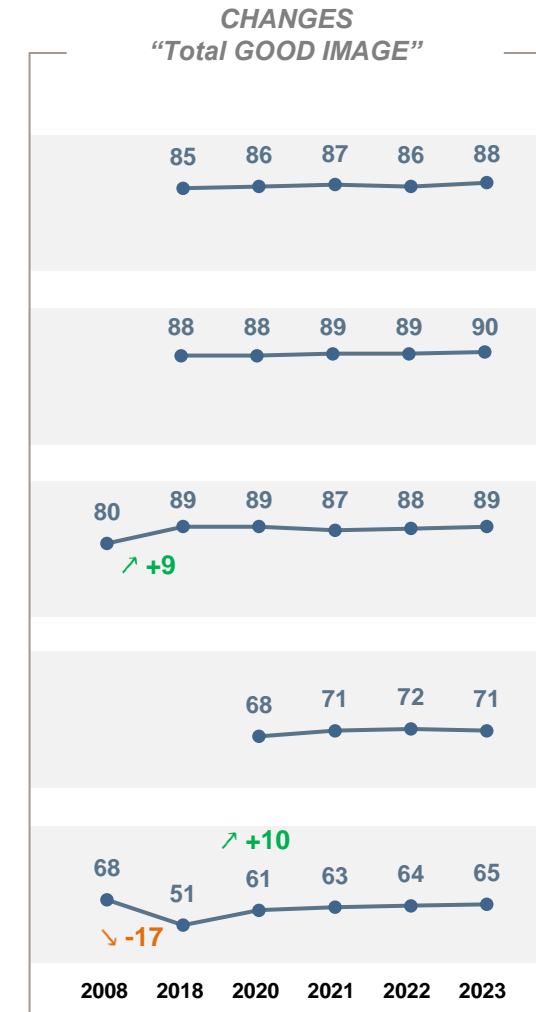 CHANGES
“Total GOOD IMAGE”
85 86 87 86 88
88 88 89 89 90
80 89 89 87 88 89
↗ +9
68 71 72 71
↗ +10
68 51 61 63 64 65
↘ -17
2008 2018 2020 2021 2022 2023